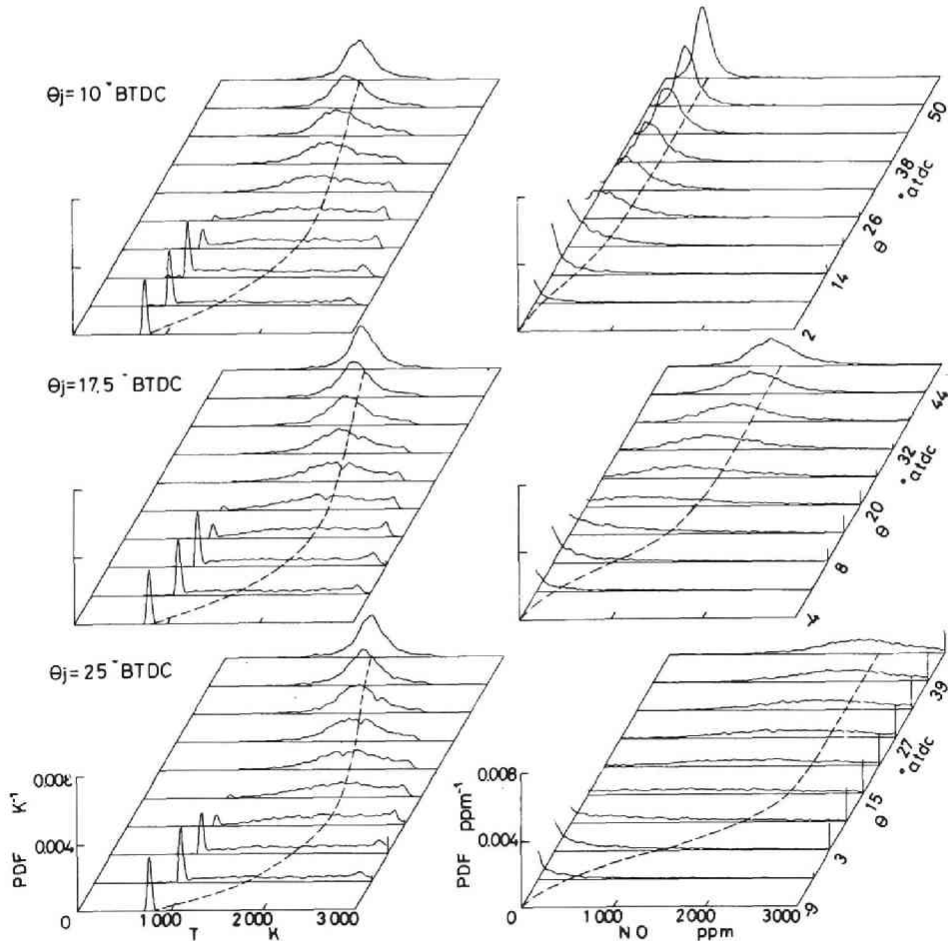 θj=10°BTDC
50
38
°atdc
26
θ
14
2
θj=17.5°BTDC
44
32
°atdc
20
θ
8
-4
θj=25°BTDC
39
27
°atdc
15
θ
3
-9
0.008
0.004
PDF K⁻¹
0
1000
2000
3000
T K
0.008
0.004
PDF ppm⁻¹
0
1000
2000
3000
NO ppm